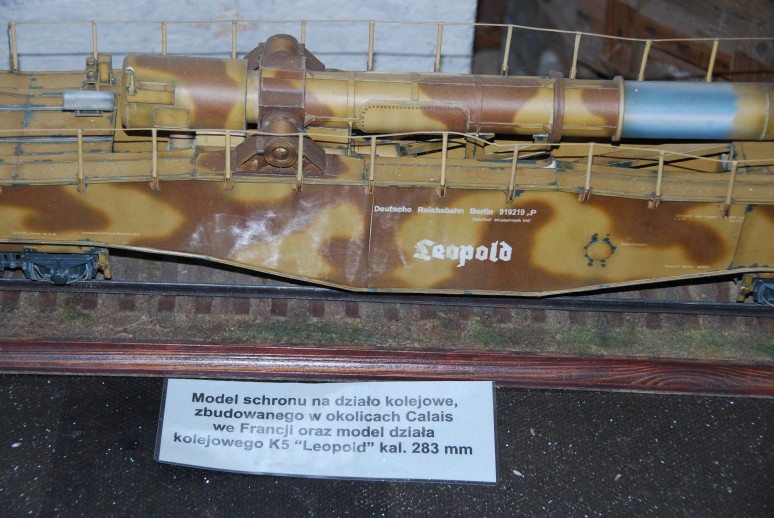 Deutsche Reichsbahn Berlin 919219 „P
Leopold
Model schronu na działo kolejowe,
zbudowanego w okolicach Calais
we Francji oraz model działa
kolejowego K5 “Leopold” kal. 283 mm